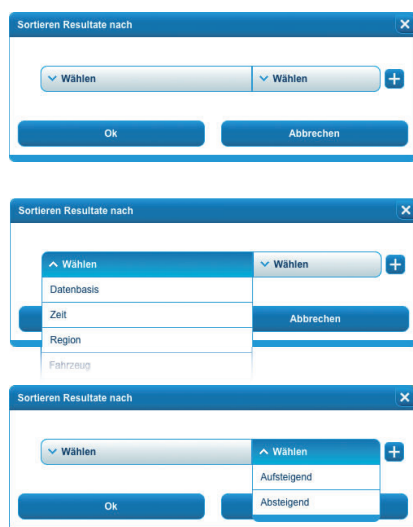 Sortieren Resultate nach
Wählen Wählen
Ok Abbrechen
Sortieren Resultate nach
Wählen Wählen
Datenbasis
Zeit
Abbrechen
Region
Fahrzeug
Sortieren Resultate nach
Wählen Wählen
Aufsteigend
Absteigend
Ok